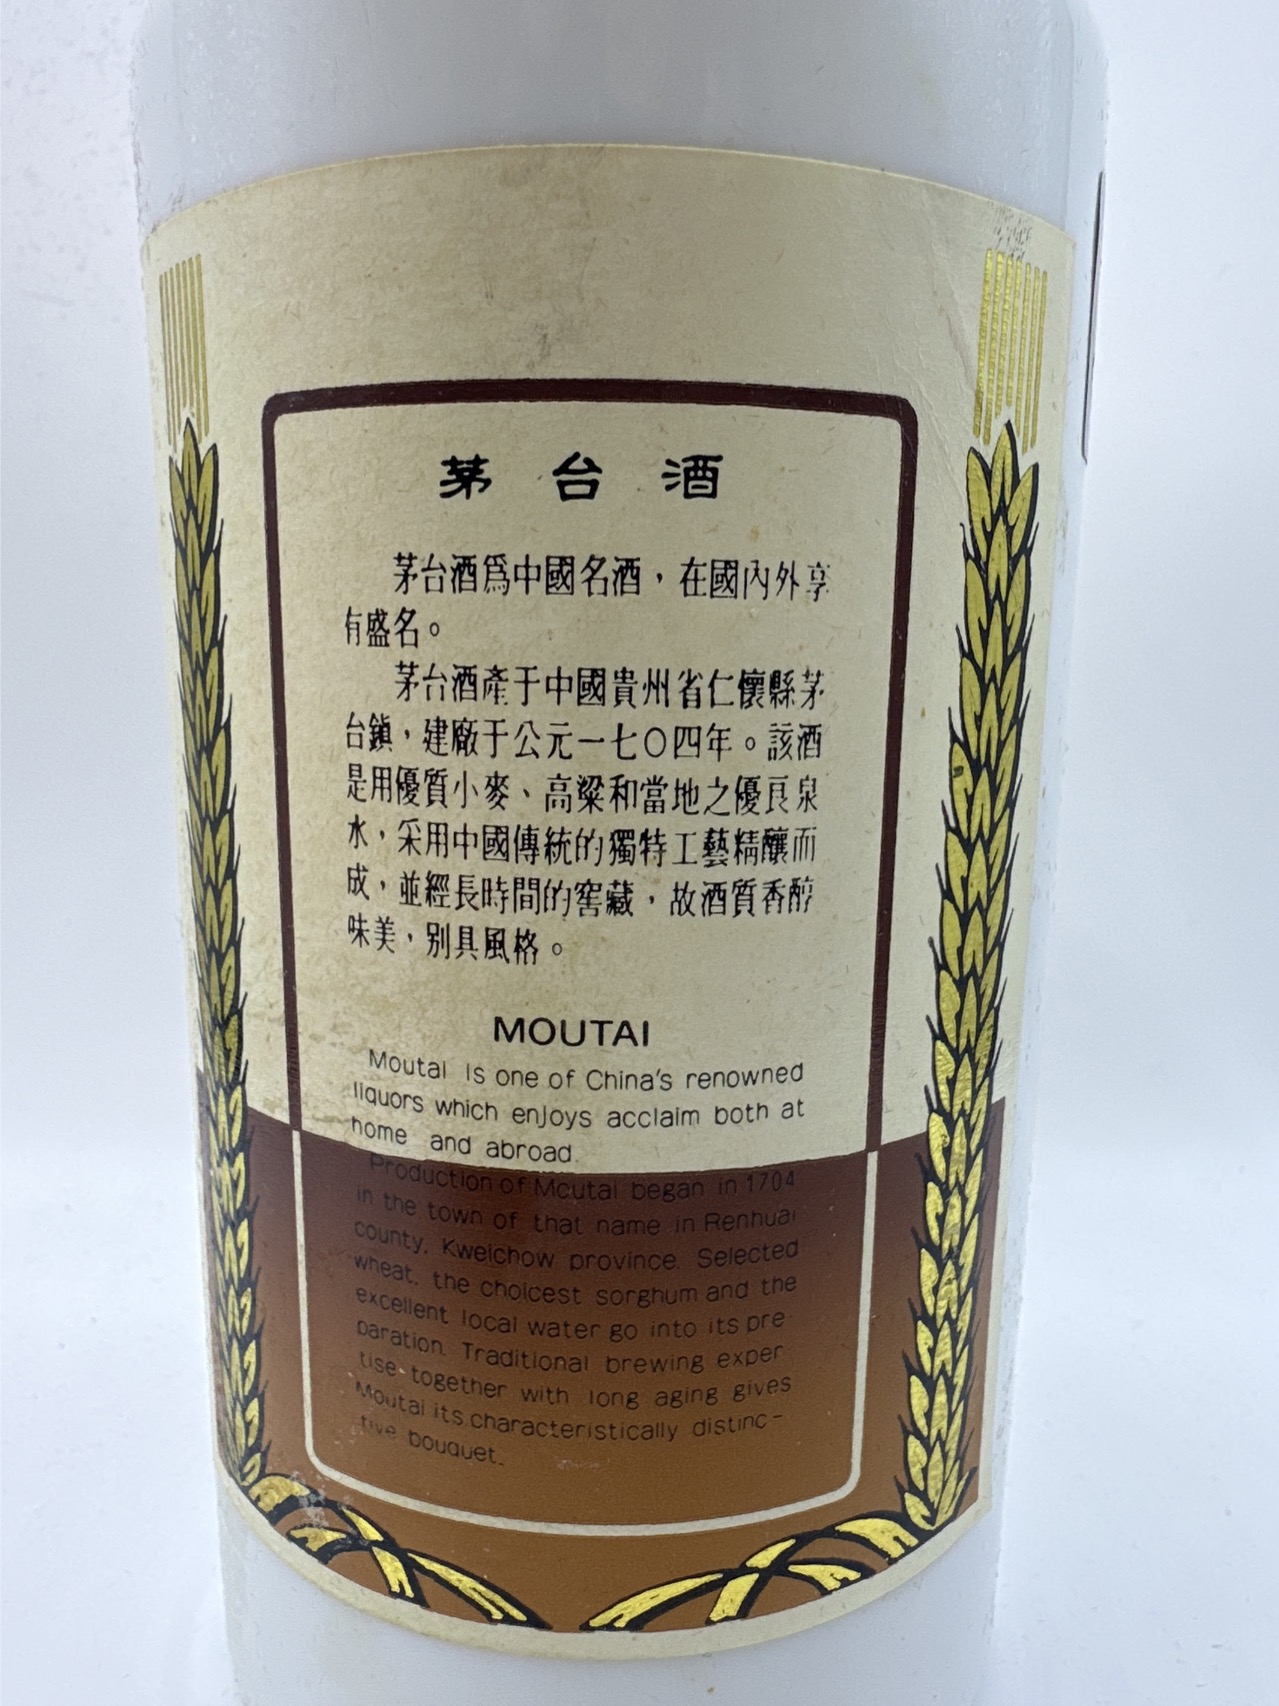 茅台酒
茅台酒爲中國名酒，在國內外享
有盛名。
茅台酒產于中國貴州省仁懷縣茅
台鎮，建廠于公元一七〇四年。該酒
是用優質小麥、高粱和當地之優良泉
水，采用中國傳統的獨特工藝精釀而
成，並經長時間的窖藏，故酒質香醇
味美，别具風格。
MOUTAI
Moutai is one of China's renowned
liquors which enjoys acclaim both at
home and abroad.
Production of Moutai began in 1704
in the town of that name in Renhuai
county, Kweichow province. Selected
wheat, the choicest sorghum and the
excellent local water go into its pre-
paration. Traditional brewing exper
tise together with long aging gives
Moutai its characteristically distinc-
tive bouquet.